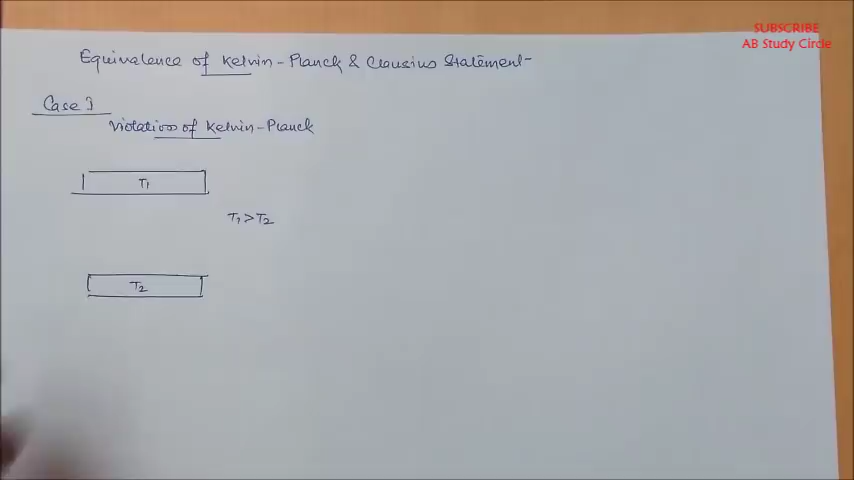 SUBSCRIBE
AB Study Circle
Equivalence of Kelvin-Planck & Clausius Statement-
Case I
Violation of Kelvin-Planck
T1
T1>T2
T2